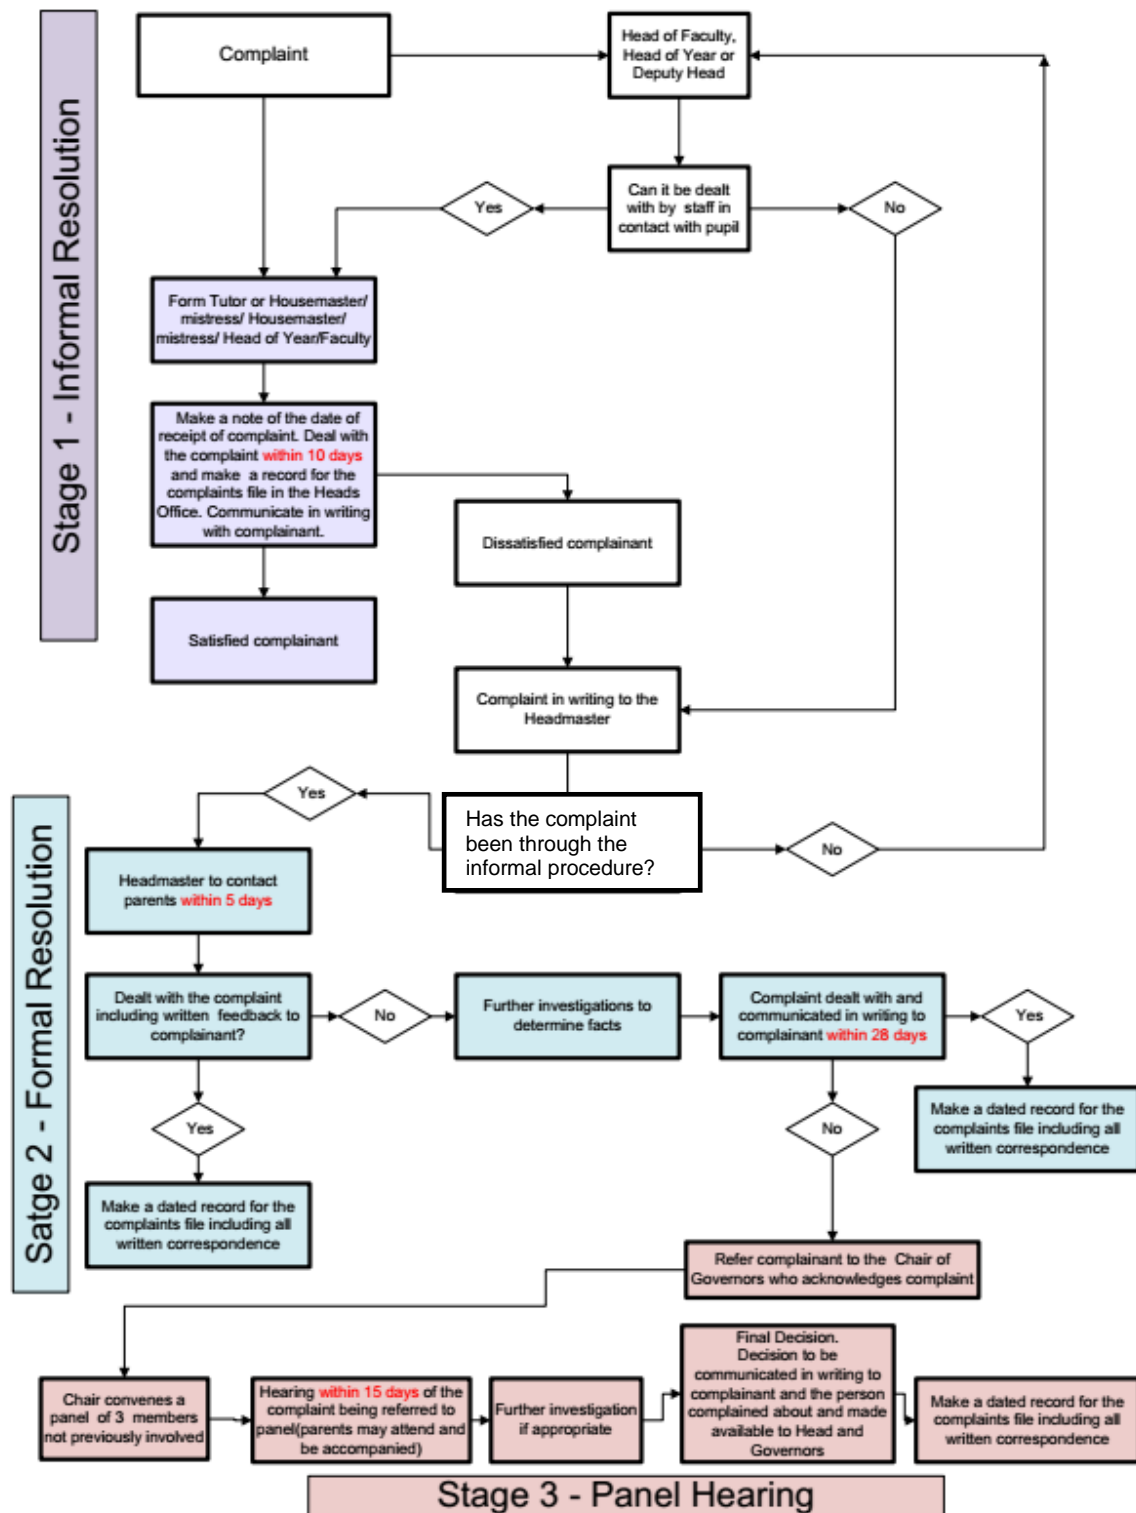 Stage 1 - Informal Resolution
Complaint
Head of Faculty,
Head of Year or
Deputy Head
Can it be dealt
with by staff in
contact with pupil
Yes
No
Form Tutor or Housemaster/
mistress/ Housemaster/
mistress/ Head of Year/Faculty
Make a note of the date of
receipt of complaint. Deal with
the complaint within 10 days
and make a record for the
complaints file in the Heads
Office. Communicate in writing
with complainant.
Dissatisfied complainant
Satisfied complainant
Complaint in writing to the
Headmaster
Satge 2 - Formal Resolution
Yes
Has the complaint
been through the
informal procedure?
No
Headmaster to contact
parents within 5 days
Dealt with the complaint
including written feedback to
complainant?
No
Further investigations to
determine facts
Complaint dealt with and
communicated in writing to
complainant within 28 days
Yes
Yes
No
Make a dated record for the
complaints file including all
written correspondence
Make a dated record for the
complaints file including all
written correspondence
Refer complainant to the Chair of
Governors who acknowledges complaint
Chair convenes a
panel of 3 members
not previously involved
Hearing within 15 days of the
complaint being referred to
panel(parents may attend and
be accompanied)
Further investigation
if appropriate
Final Decision.
Decision to be
communicated in writing to
complainant and the person
complained about and made
available to Head and
Governors
Make a dated record for the
complaints file including all
written correspondence
Stage 3 - Panel Hearing